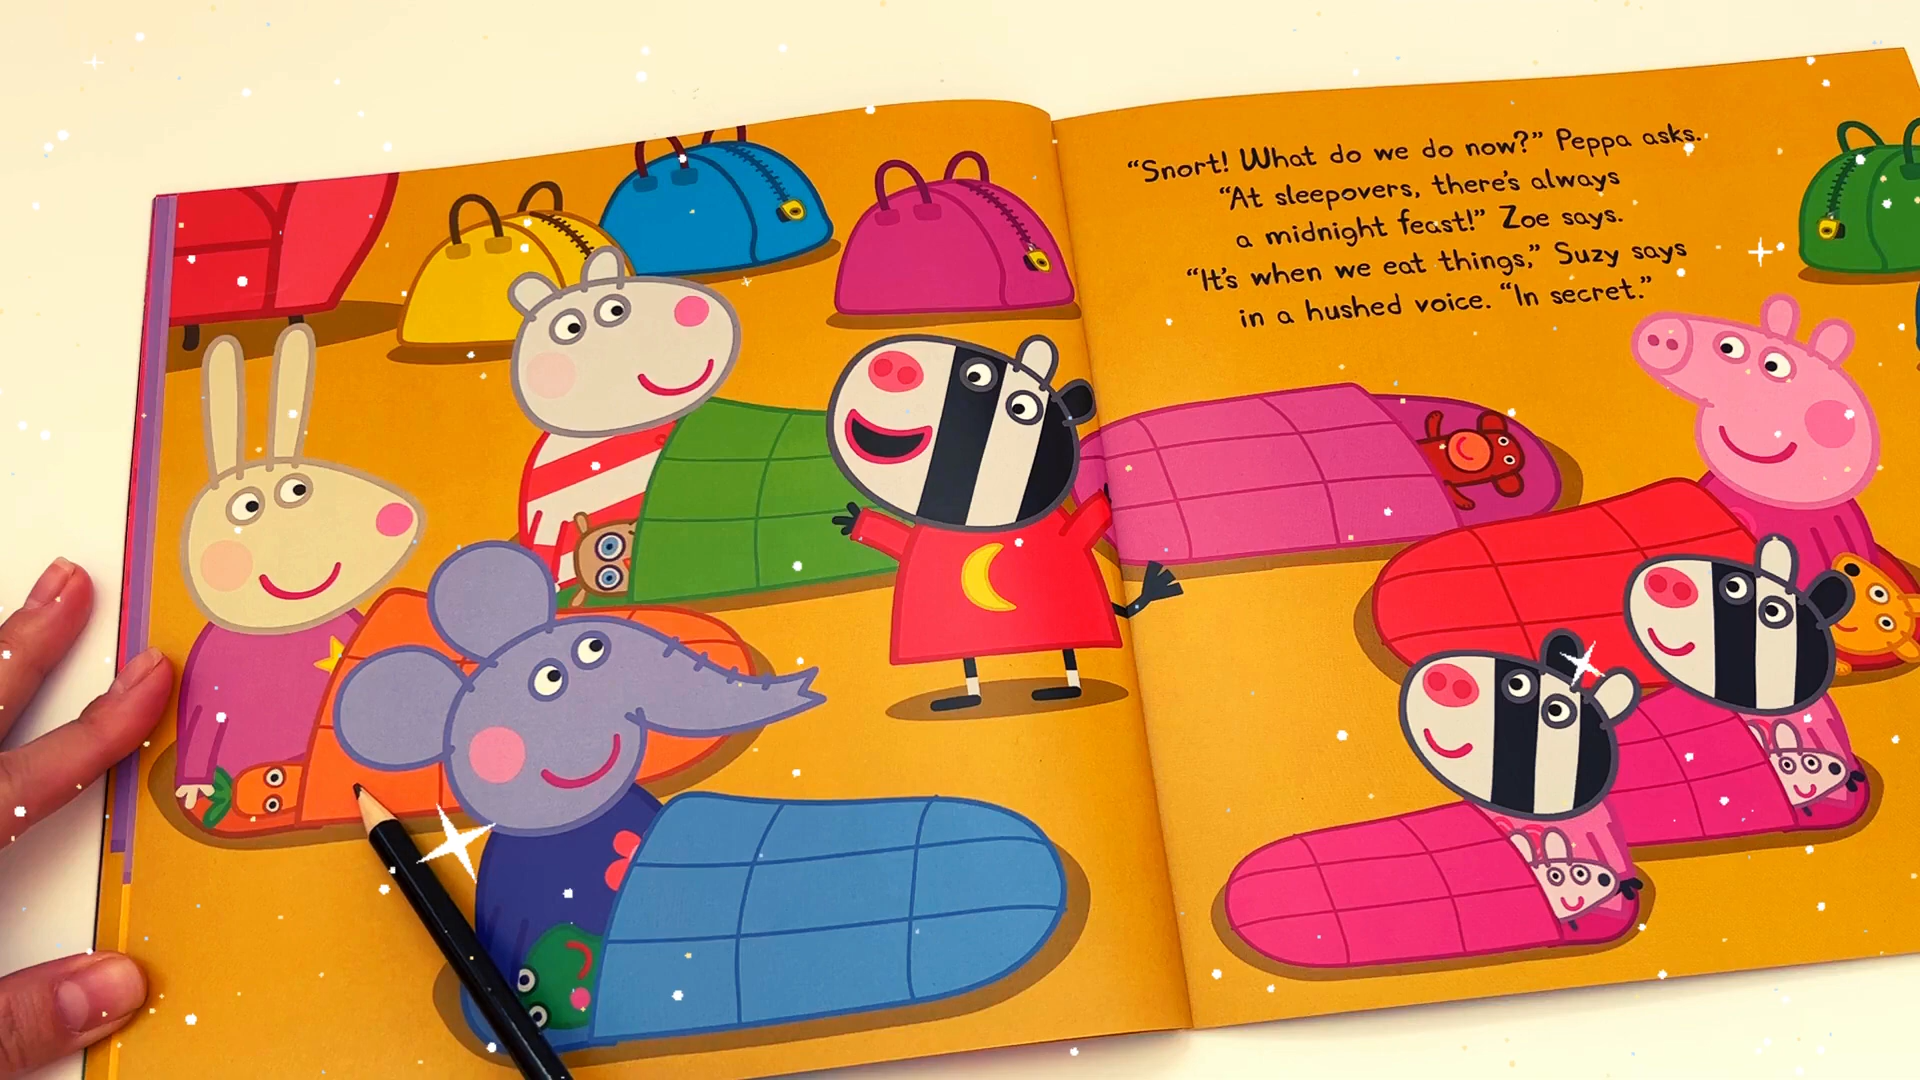 “Snort! What do we do now?” Peppa asks.
“At sleepovers, there’s always
a midnight feast!” Zoe says.
“It’s when we eat things,” Suzy says
in a hushed voice. “In secret.”